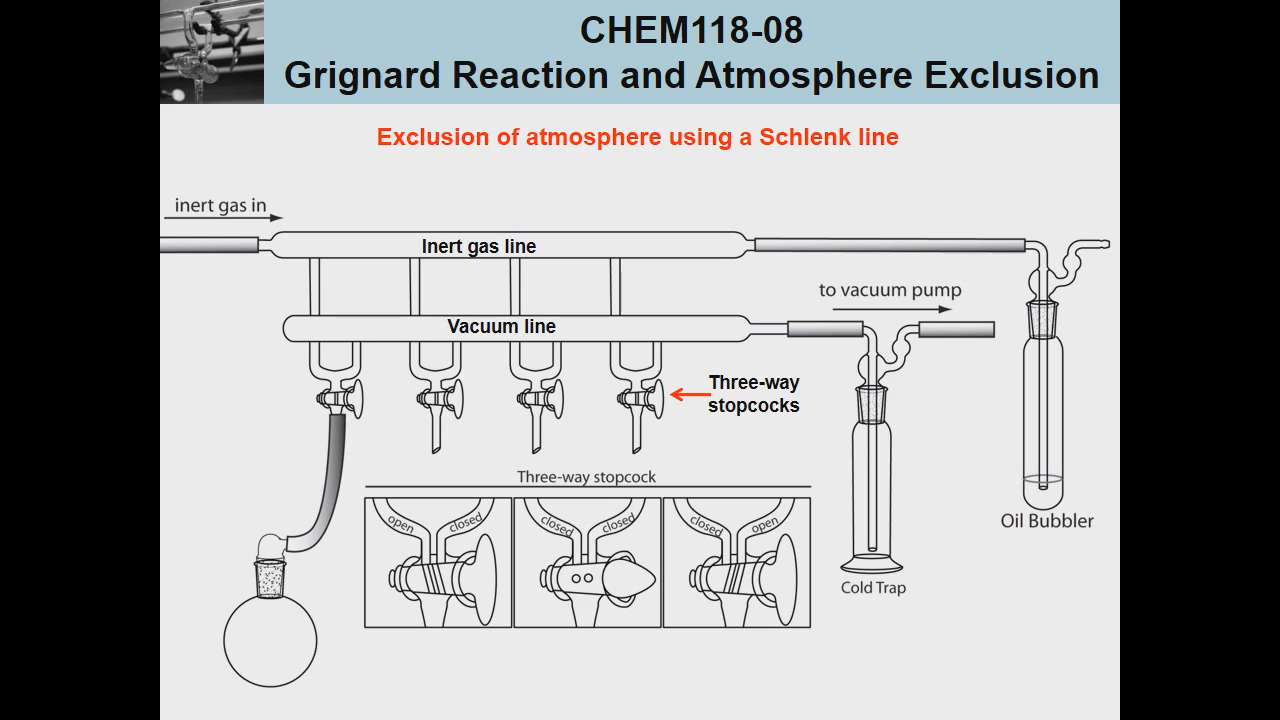 CHEM118-08
Grignard Reaction and Atmosphere Exclusion
Exclusion of atmosphere using a Schlenk line
inert gas in
Inert gas line
to vacuum pump
Vacuum line
Three-way
stopcocks
Three-way stopcock
open
closed
closed
closed
closed
open
Oil Bubbler
Cold Trap